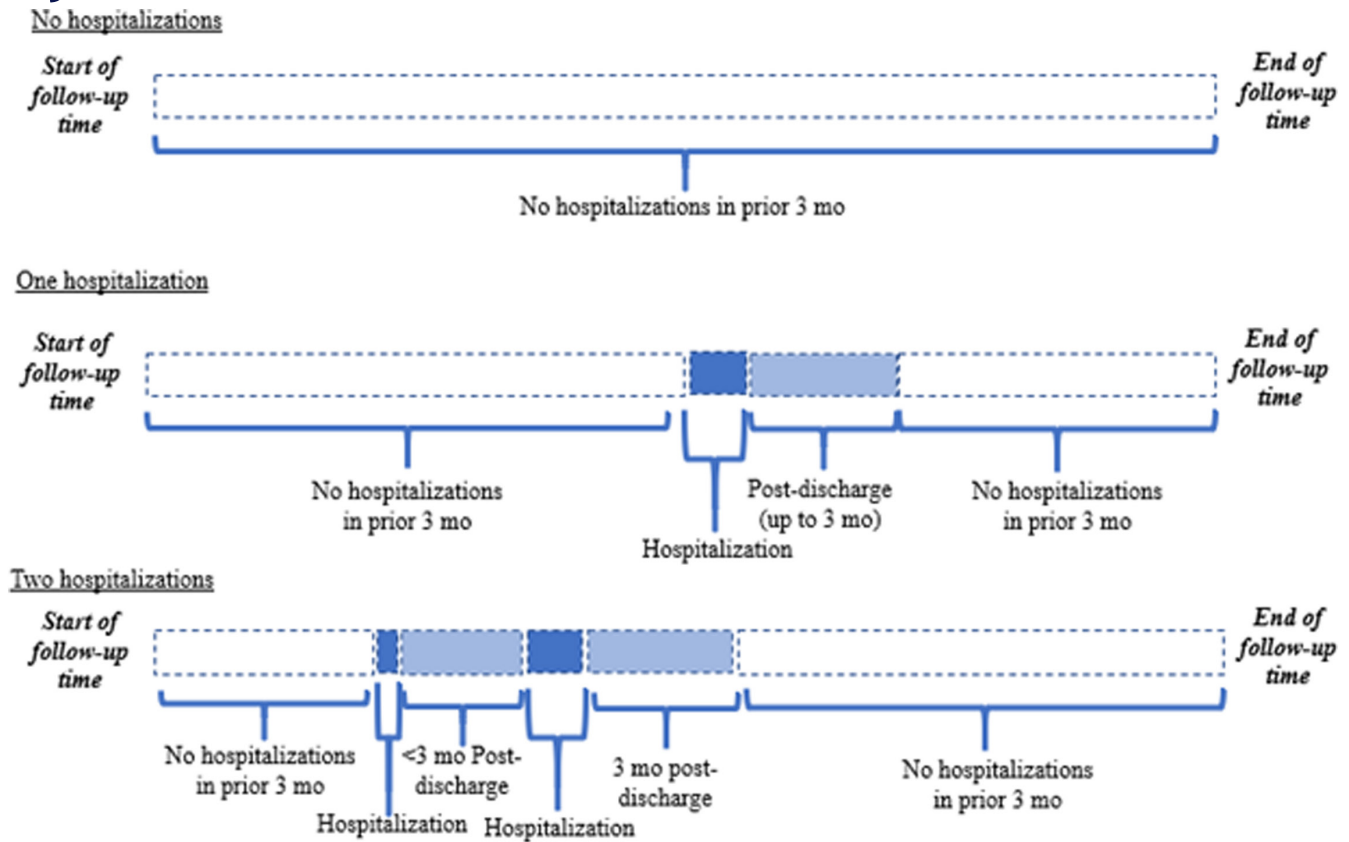 No hospitalizations
Start of
follow-up
time
End of
follow-up
time
No hospitalizations in prior 3 mo
One hospitalization
Start of
follow-up
time
End of
follow-up
time
No hospitalizations
in prior 3 mo
Hospitalization
Post-discharge
(up to 3 mo)
No hospitalizations
in prior 3 mo
Two hospitalizations
Start of
follow-up
time
End of
follow-up
time
No hospitalizations
in prior 3 mo
Hospitalization
<3 mo Post-
discharge
Hospitalization
3 mo post-
discharge
No hospitalizations
in prior 3 mo